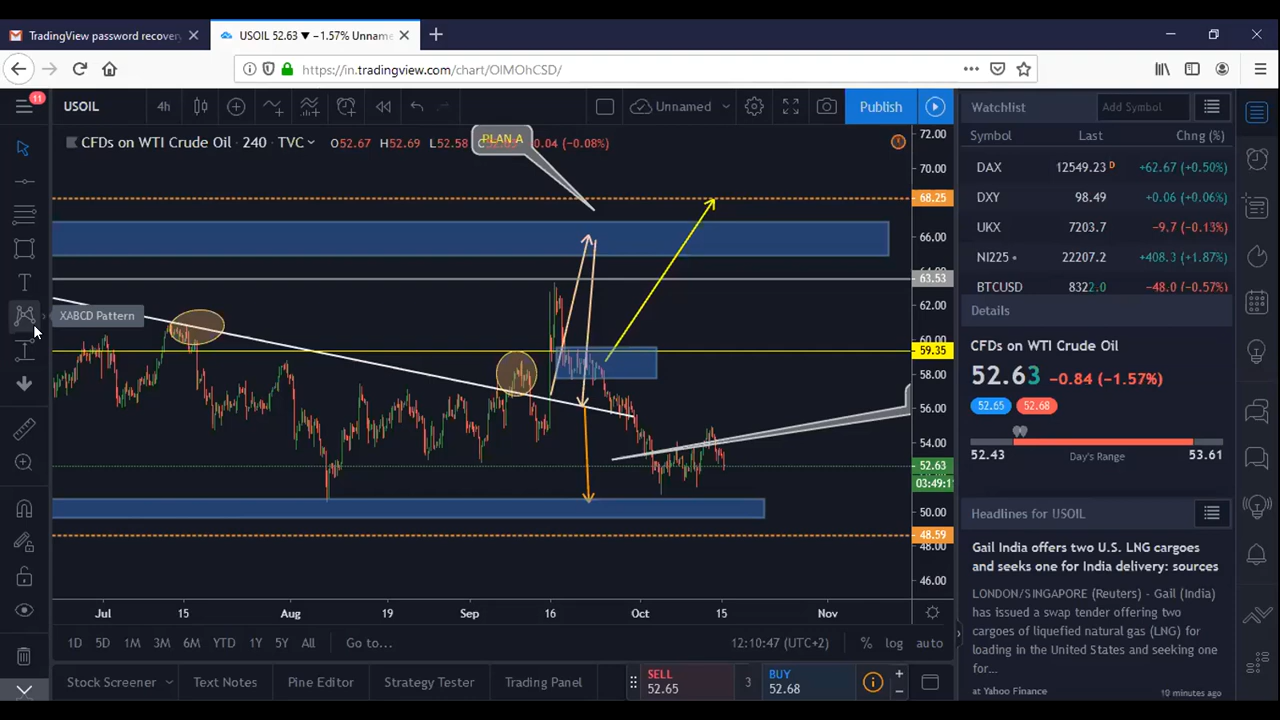 TradingView password recovery
USOIL 52.63 ▼ −1.57% Unnam
https://in.tradingview.com/chart/OIMOhCSD/
11
USOIL
4h
Unnamed
Publish
Watchlist
Add Symbol
CFDs on WTI Crude Oil 240 TVC
O52.67 H52.69 L52.58 0.04 (−0.08%)
PLAN A
Symbol Last Chng (%)
DAX 12549.23 D +62.67 (+0.50%)
DXY 98.49 +0.06 (+0.06%)
UKX 7203.7 −9.7 (−0.13%)
NI225 22207.2 +408.3 (+1.87%)
BTCUSD 8322.0 −48.0 (−0.57%)
Details
CFDs on WTI Crude Oil
52.63 −0.84 (−1.57%)
52.65 52.68
52.43 Day's Range 53.61
Headlines for USOIL
Gail India offers two U.S. LNG cargoes
and seeks one for India delivery: sources
LONDON/SINGAPORE (Reuters) - Gail (India)
has issued a swap tender offering two
cargoes of liquefied natural gas (LNG) for
loading in the United States and seeking one
for...
at Yahoo Finance 19 minutes ago
XABCD Pattern
72.00
70.00
68.25
66.00
63.53
62.00
59.35
58.00
56.00
54.00
52.63
03:49:1
50.00
48.59
48.00
46.00
Jul 15 Aug 19 Sep 16 Oct 15 Nov
1D 5D 1M 3M 6M YTD 1Y 5Y All Go to...
12:10:47 (UTC+2) % log auto
Stock Screener Text Notes Pine Editor Strategy Tester Trading Panel
SELL
52.65
3
BUY
52.68